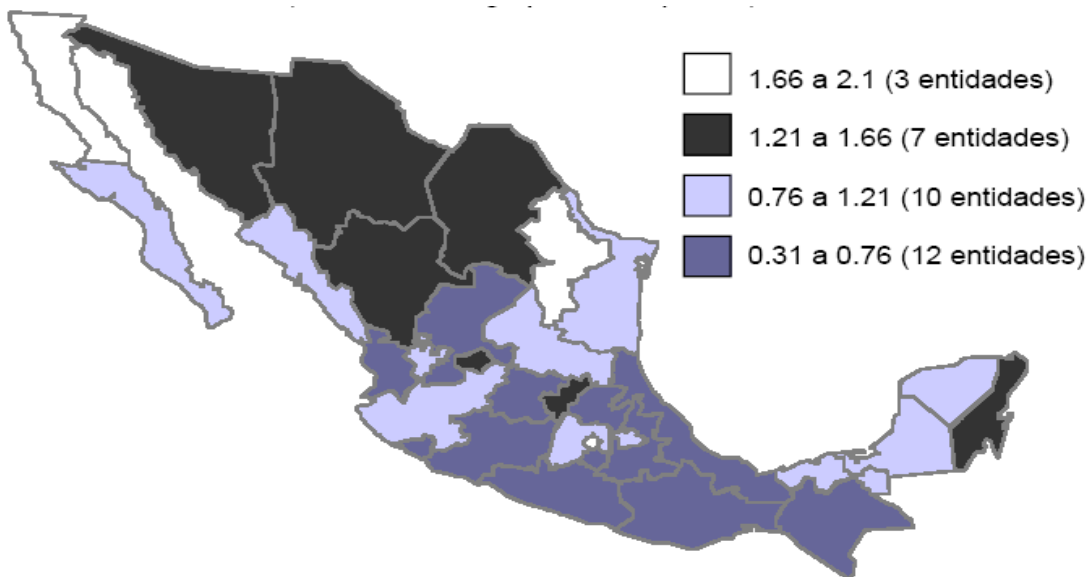 1.66 a 2.1 (3 entidades)
1.21 a 1.66 (7 entidades)
0.76 a 1.21 (10 entidades)
0.31 a 0.76 (12 entidades)